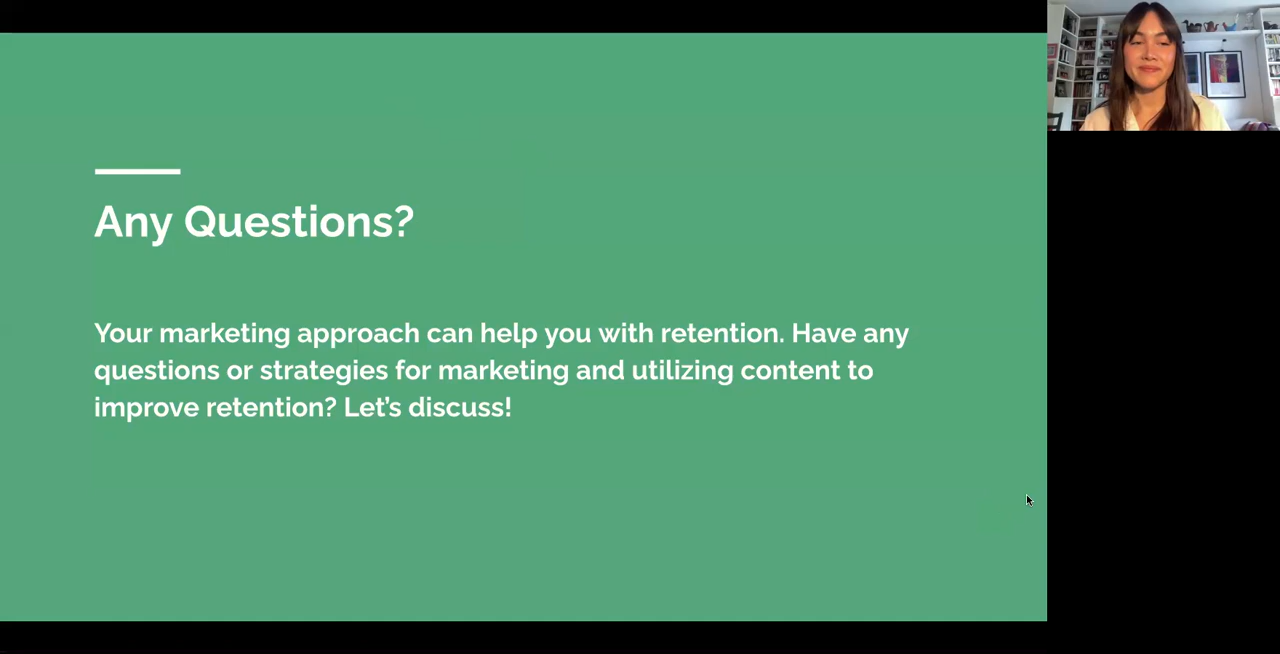 Any Questions?
Your marketing approach can help you with retention. Have any
questions or strategies for marketing and utilizing content to
improve retention? Let’s discuss!